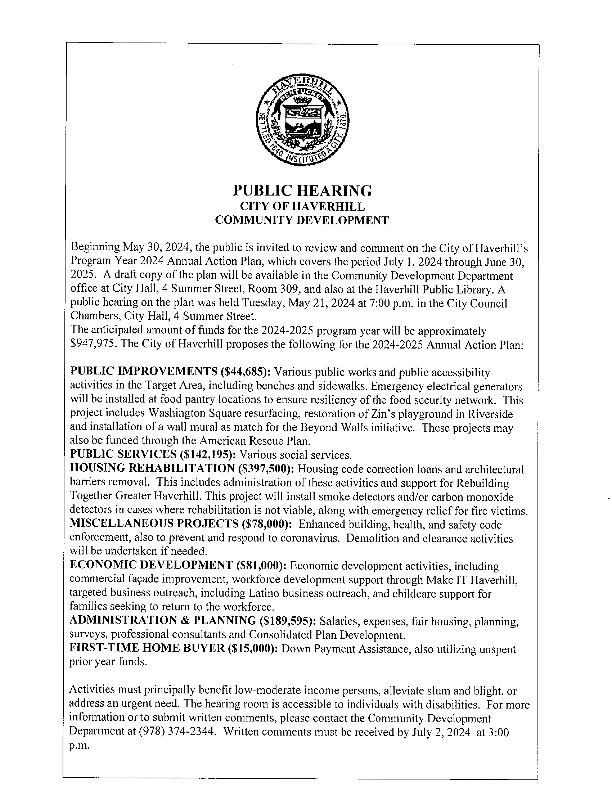 HAVERHILL
SETTLED 1640 INSTITUTED A CITY 1870
PUBLIC HEARING
CITY OF HAVERHILL
COMMUNITY DEVELOPMENT
Beginning May 30, 2024, the public is invited to review and comment on the City of Haverhill's
Program Year 2024 Annual Action Plan, which covers the period July 1, 2024 through June 30,
2025. A draft copy of the plan will be available in the Community Development Department
office at City Hall, 4 Summer Street, Room 309, and also at the Haverhill Public Library. A
public hearing on the plan was held Tuesday, May 21, 2024 at 7:00 p.m. in the City Council
Chambers, City Hall, 4 Summer Street.
The anticipated amount of funds for the 2024-2025 program year will be approximately
$947,975. The City of Haverhill proposes the following for the 2024-2025 Annual Action Plan:
PUBLIC IMPROVEMENTS ($44,685): Various public works and public accessibility
activities in the Target Area, including benches and sidewalks. Emergency electrical generators
will be installed at food pantry locations to ensure resiliency of the food security network. This
project includes Washington Square resurfacing, restoration of Zin's playground in Riverside
and installation of a wall mural as match for the Beyond Walls initiative. These projects may
also be funded through the American Rescue Plan.
PUBLIC SERVICES ($142,195): Various social services.
HOUSING REHABILITATION ($397,500): Housing code correction loans and architectural
barriers removal. This includes administration of these activities and support for Rebuilding
Together Greater Haverhill. This project will install smoke detectors and/or carbon monoxide
detectors in cases where rehabilitation is not viable, along with emergency relief for fire victims.
MISCELLANEOUS PROJECTS ($78,000): Enhanced building, health, and safety code
enforcement, also to prevent and respond to coronavirus. Demolition and clearance activities
will be undertaken if needed.
ECONOMIC DEVELOPMENT ($81,000): Economic development activities, including
commercial façade improvement, workforce development support through Make IT Haverhill,
targeted business outreach, including Latino business outreach, and childcare support for
families seeking to return to the workforce.
ADMINISTRATION & PLANNING ($189,595): Salaries, expenses, fair housing, planning,
surveys, professional consultants and Consolidated Plan Development.
FIRST-TIME HOME BUYER ($15,000): Down Payment Assistance, also utilizing unspent
prior year funds.
Activities must principally benefit low-moderate income persons, alleviate slum and blight, or
address an urgent need. The hearing room is accessible to individuals with disabilities. For more
information or to submit written comments, please contact the Community Development
Department at (978) 374-2344. Written comments must be received by July 2, 2024 at 3:00
p.m.